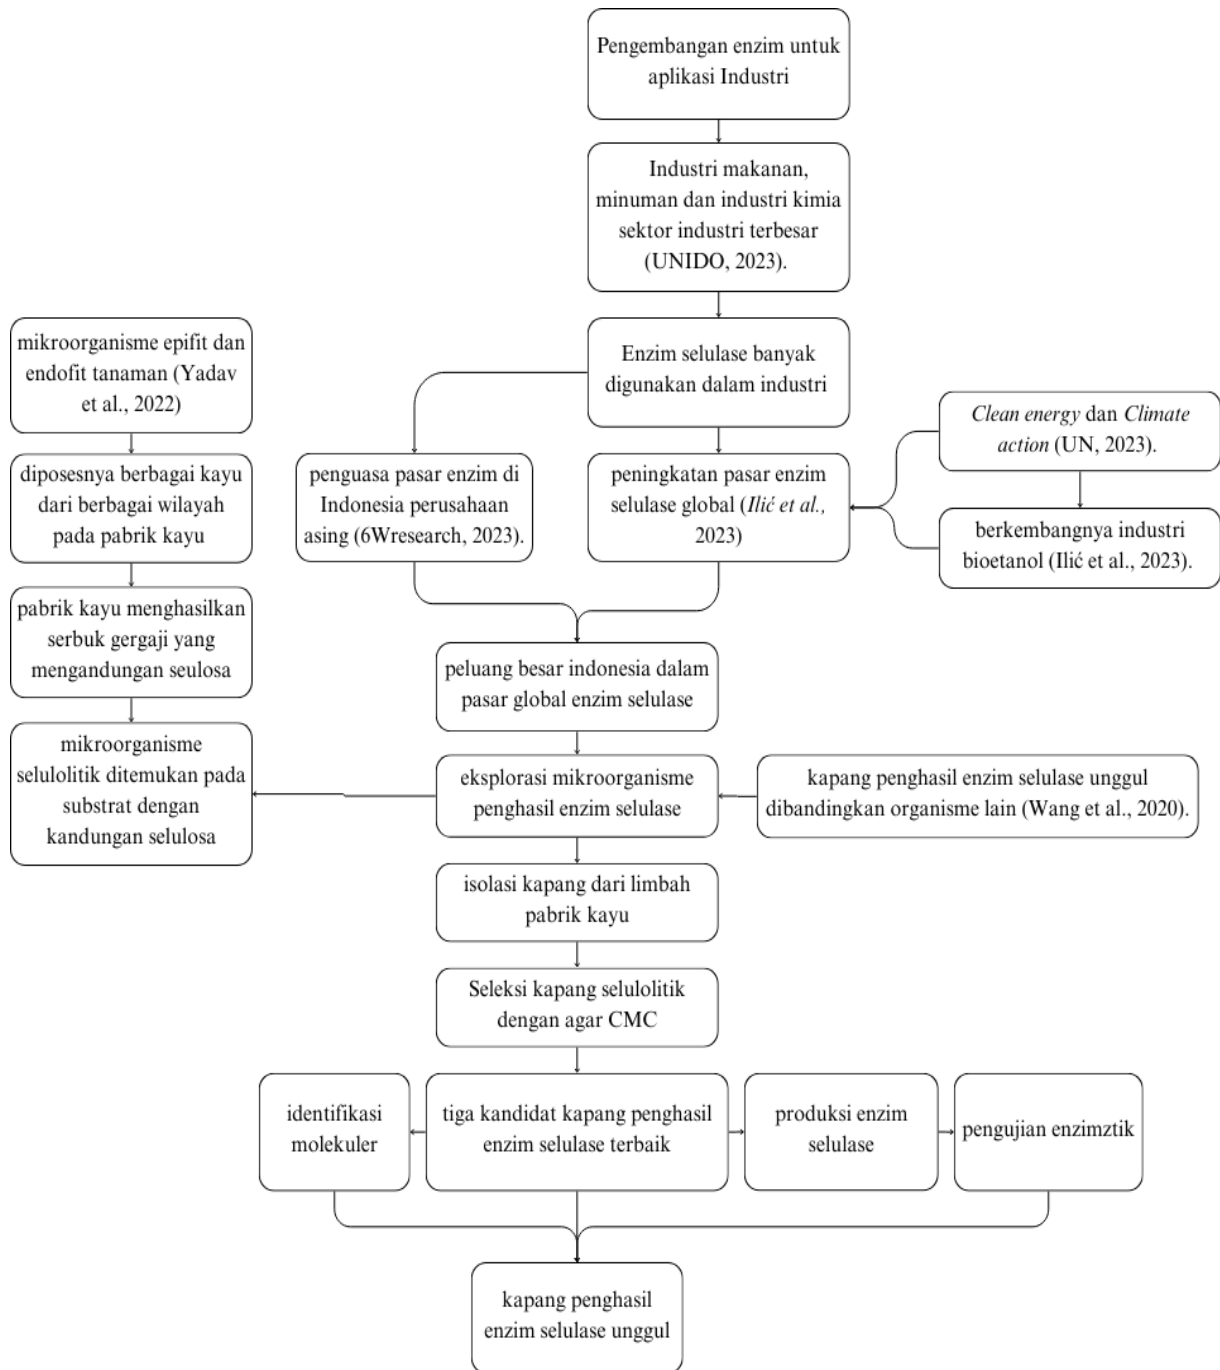 Pengembangan enzim untuk
aplikasi Industri
Industri makanan,
minuman dan industri kimia
sektor industri terbesar
(UNIDO, 2023).
Enzim selulase banyak
digunakan dalam industri
mikroorganisme epifit dan
endofit tanaman (Yadav
et al., 2022)
Clean energy dan Climate
action (UN, 2023).
diposesnya berbagai kayu
dari berbagai wilayah
pada pabrik kayu
penguasa pasar enzim di
Indonesia perusahaan
asing (6Wresearch, 2023).
peningkatan pasar enzim
selulase global (Ilić et al.,
2023)
berkembangnya industri
bioetanol (Ilić et al., 2023).
pabrik kayu menghasilkan
serbuk gergaji yang
mengandungan seulosa
peluang besar indonesia dalam
pasar global enzim selulase
mikroorganisme
selulolitik ditemukan pada
substrat dengan
kandungan selulosa
eksplorasi mikroorganisme
penghasil enzim selulase
kapang penghasil enzim selulase unggul
dibandingkan organisme lain (Wang et al., 2020).
isolasi kapang dari limbah
pabrik kayu
Seleksi kapang selulolitik
dengan agar CMC
identifikasi
molekuler
tiga kandidat kapang penghasil
enzim selulase terbaik
produksi enzim
selulase
pengujian enzimztik
kapang penghasil
enzim selulase unggul